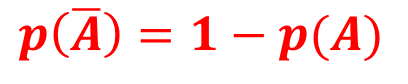 p(A̅) = 1 − p(A)